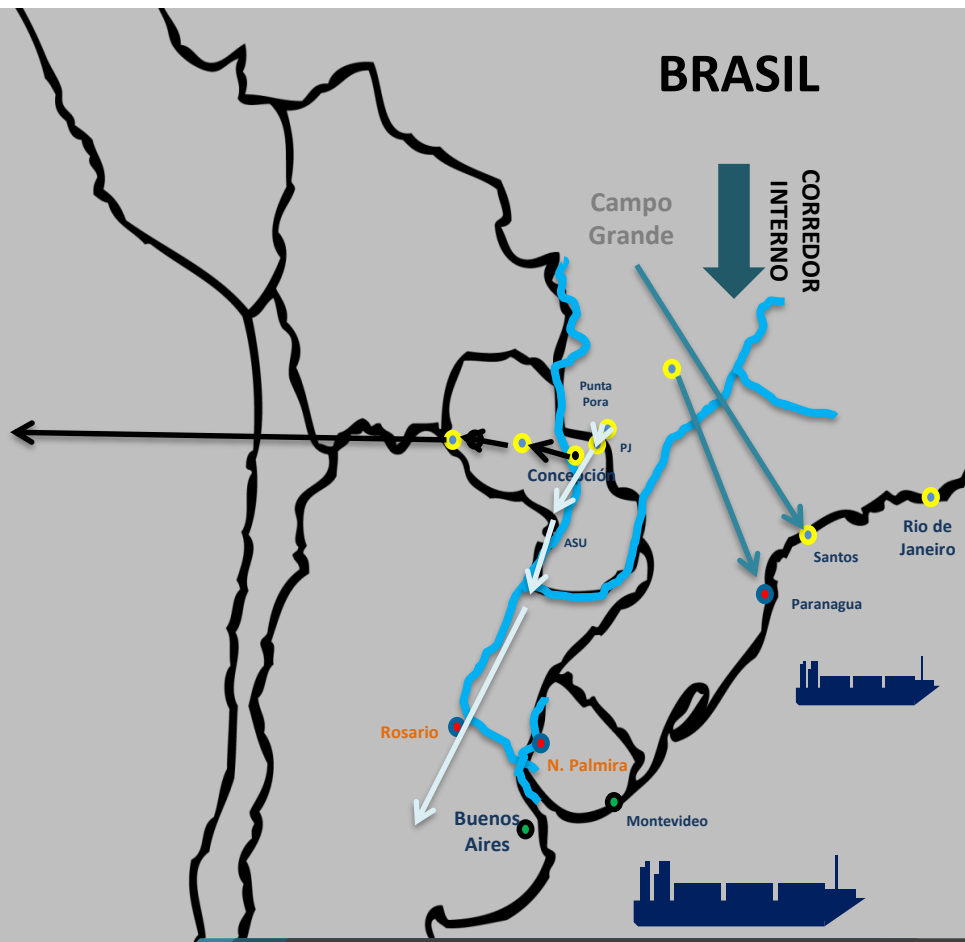 BRASIL
CORREDOR
INTERNO
Campo
Grande
Punta
Pora
PJ
Concepción
ASU
Santos
Rio de
Janeiro
Paranagua
Rosario
N. Palmira
Buenos
Aires
Montevideo